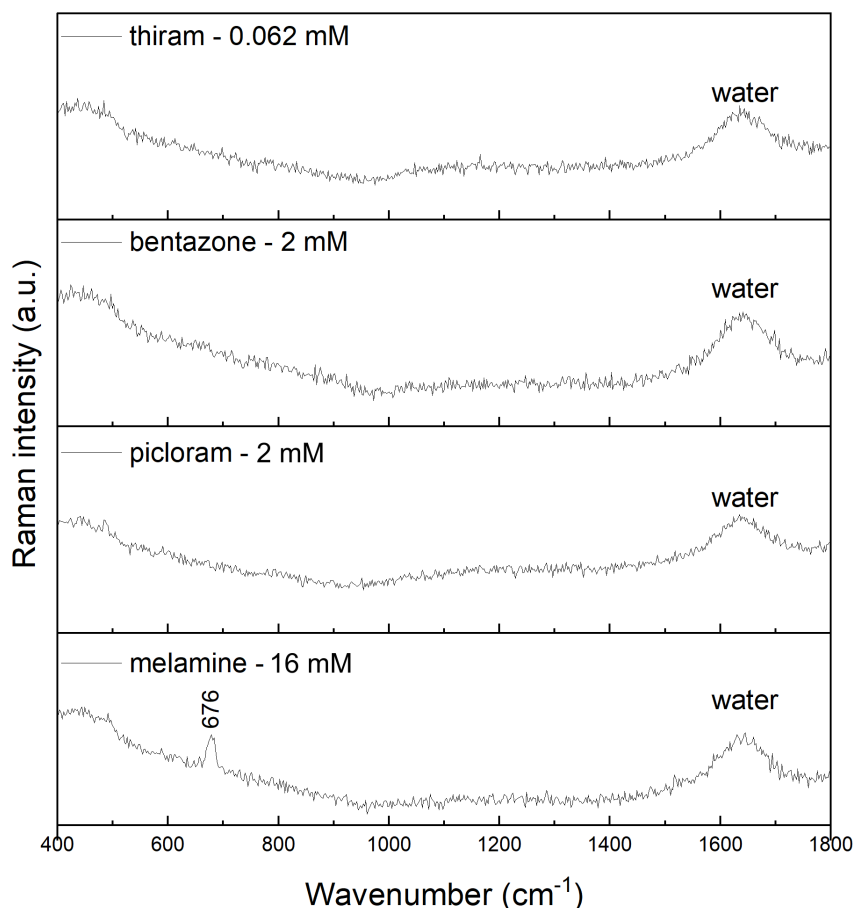 thiram - 0.062 mM
water
bentazone - 2 mM
water
picloram - 2 mM
water
melamine - 16 mM
676
water
Raman intensity (a.u.)
400 600 800 1000 1200 1400 1600 1800
Wavenumber (cm⁻¹)